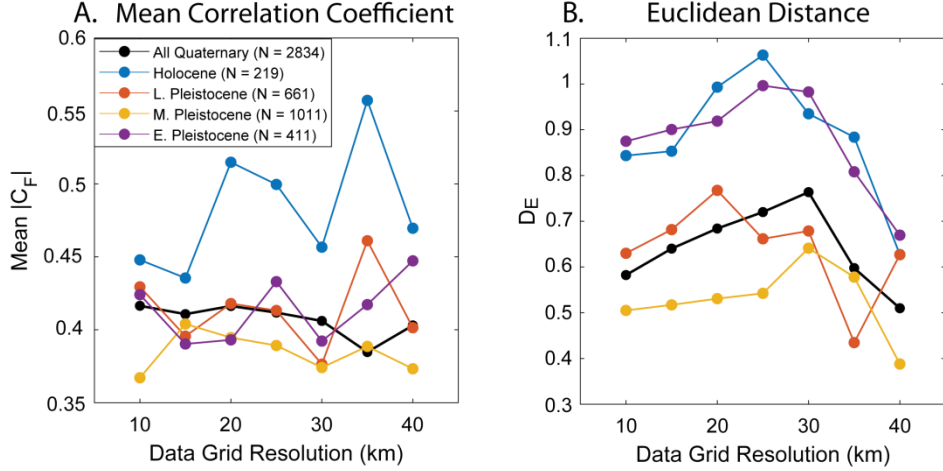 A. Mean Correlation Coefficient
0.6
0.55
0.5
0.45
0.4
0.35
Mean |C_F|
All Quaternary (N = 2834)
Holocene (N = 219)
L. Pleistocene (N = 661)
M. Pleistocene (N = 1011)
E. Pleistocene (N = 411)
10 20 30 40
Data Grid Resolution (km)
B. Euclidean Distance
1.1
1
0.9
0.8
0.7
0.6
0.5
0.4
0.3
DE
10 20 30 40
Data Grid Resolution (km)